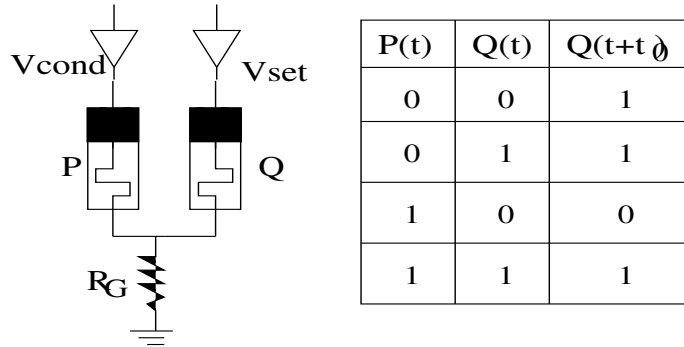 Vcond
Vset
P
Q
RG
P(t) Q(t) Q(t+t0)
0 0 1
0 1 1
1 0 0
1 1 1